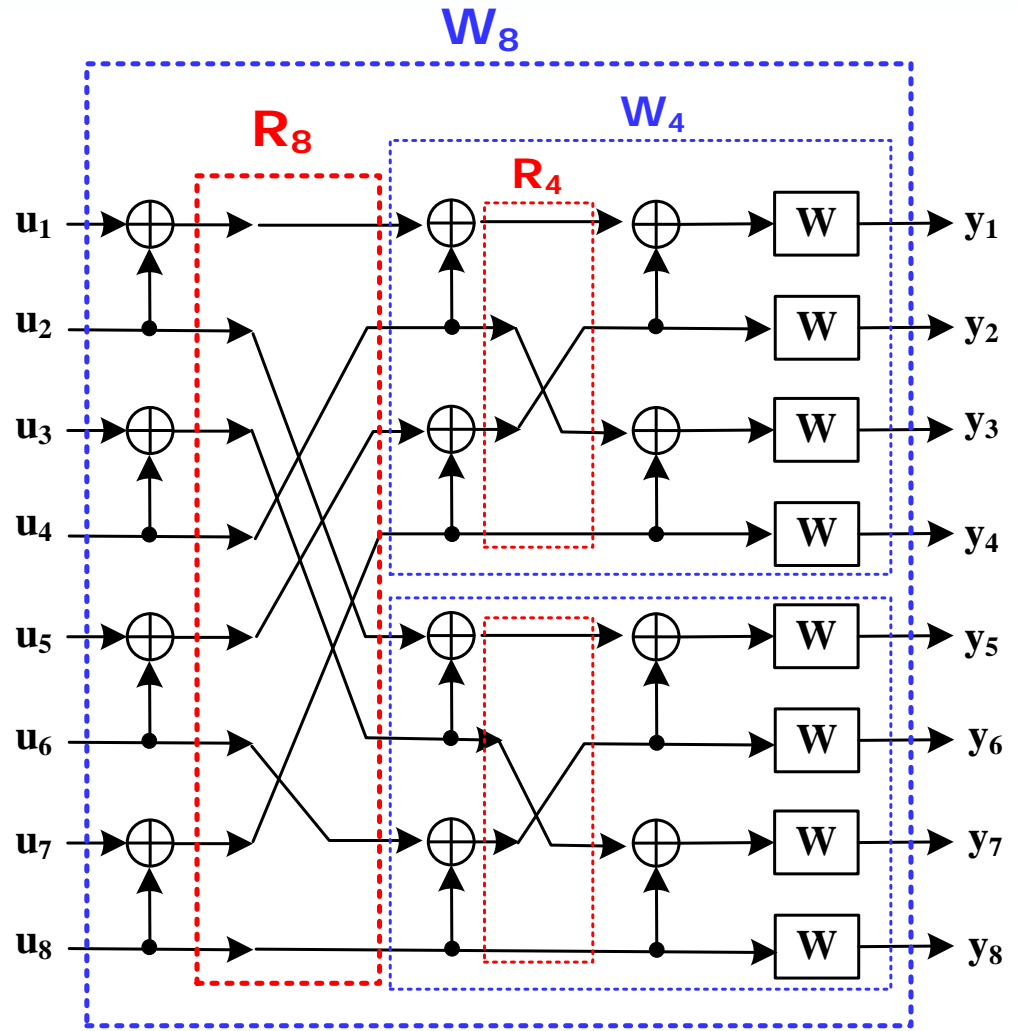 W₈
W₄
R₈
R₄
u₁ W y₁
u₂ W y₂
u₃ W y₃
u₄ W y₄
u₅ W y₅
u₆ W y₆
u₇ W y₇
u₈ W y₈